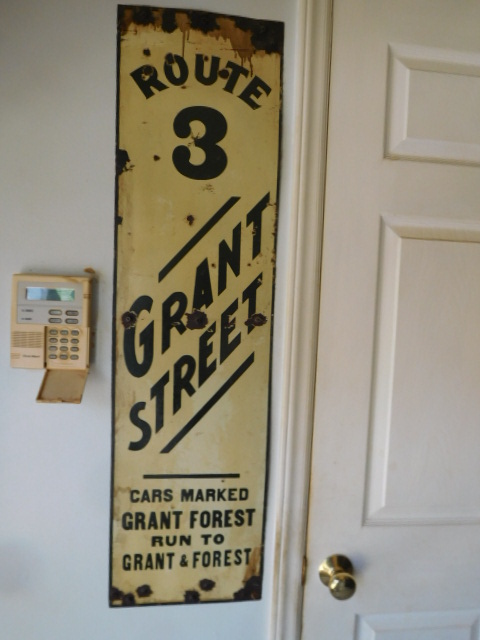 ROUTE
3
GRANT
STREET
CARS MARKED
GRANT FOREST
RUN TO
GRANT & FOREST